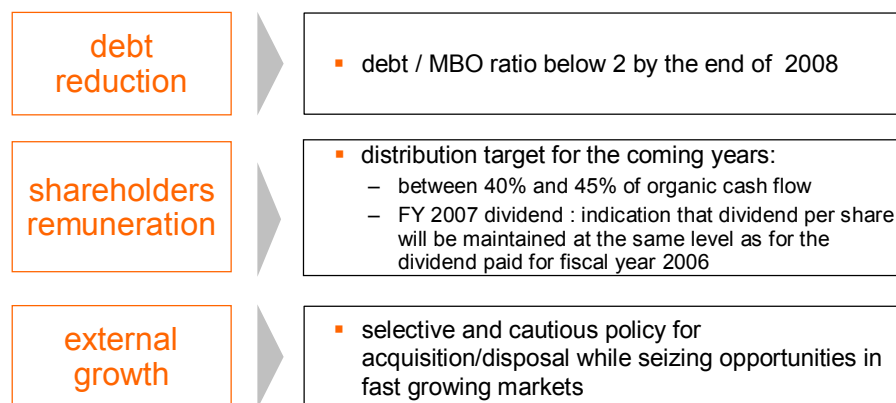 debt
reduction
▪ debt / MBO ratio below 2 by the end of 2008
shareholders
remuneration
▪ distribution target for the coming years:
– between 40% and 45% of organic cash flow
– FY 2007 dividend : indication that dividend per share
will be maintained at the same level as for the
dividend paid for fiscal year 2006
external
growth
▪ selective and cautious policy for
acquisition/disposal while seizing opportunities in
fast growing markets